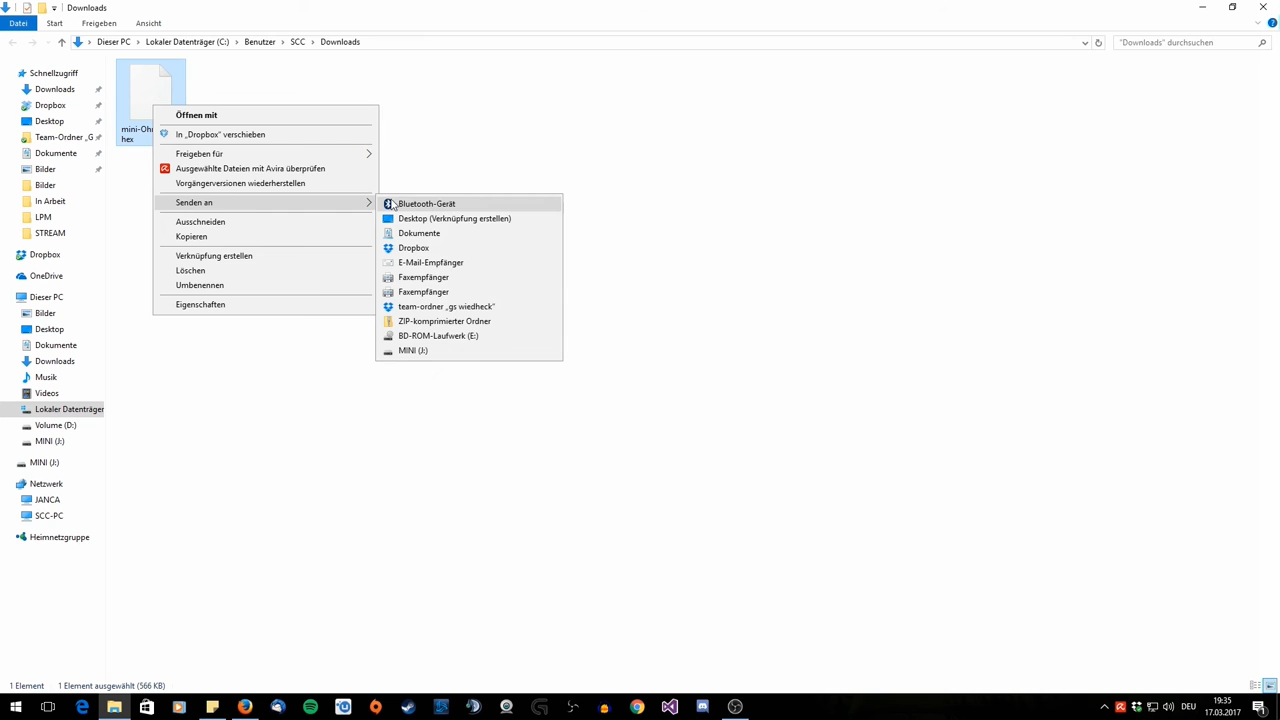 Downloads
Datei Start Freigeben Ansicht
Dieser PC Lokaler Datenträger (C:) Benutzer SCC Downloads "Downloads" durchsuchen
Schnellzugriff
Downloads
Dropbox
Desktop
Team-Ordner „G
Dokumente
Bilder
Bilder
In Arbeit
LPM
STREAM
Dropbox
OneDrive
Dieser PC
Bilder
Desktop
Dokumente
Downloads
Musik
Videos
Lokaler Datenträger
Volume (D:)
MINI (J:)
MINI (J:)
Netzwerk
JANCA
SCC-PC
Heimnetzgruppe
hex
Öffnen mit
In „Dropbox“ verschieben
Freigeben für
Ausgewählte Dateien mit Avira überprüfen
Vorgängerversionen wiederherstellen
Senden an
Ausschneiden
Kopieren
Verknüpfung erstellen
Löschen
Umbenennen
Eigenschaften
Bluetooth-Gerät
Desktop (Verknüpfung erstellen)
Dokumente
Dropbox
E-Mail-Empfänger
Faxempfänger
Faxempfänger
team-ordner „gs wiedheck“
ZIP-komprimierter Ordner
BD-ROM-Laufwerk (E:)
MINI (J:)
1 Element 1 Element ausgewählt (566 KB)
DEU
19:35
17.03.2017